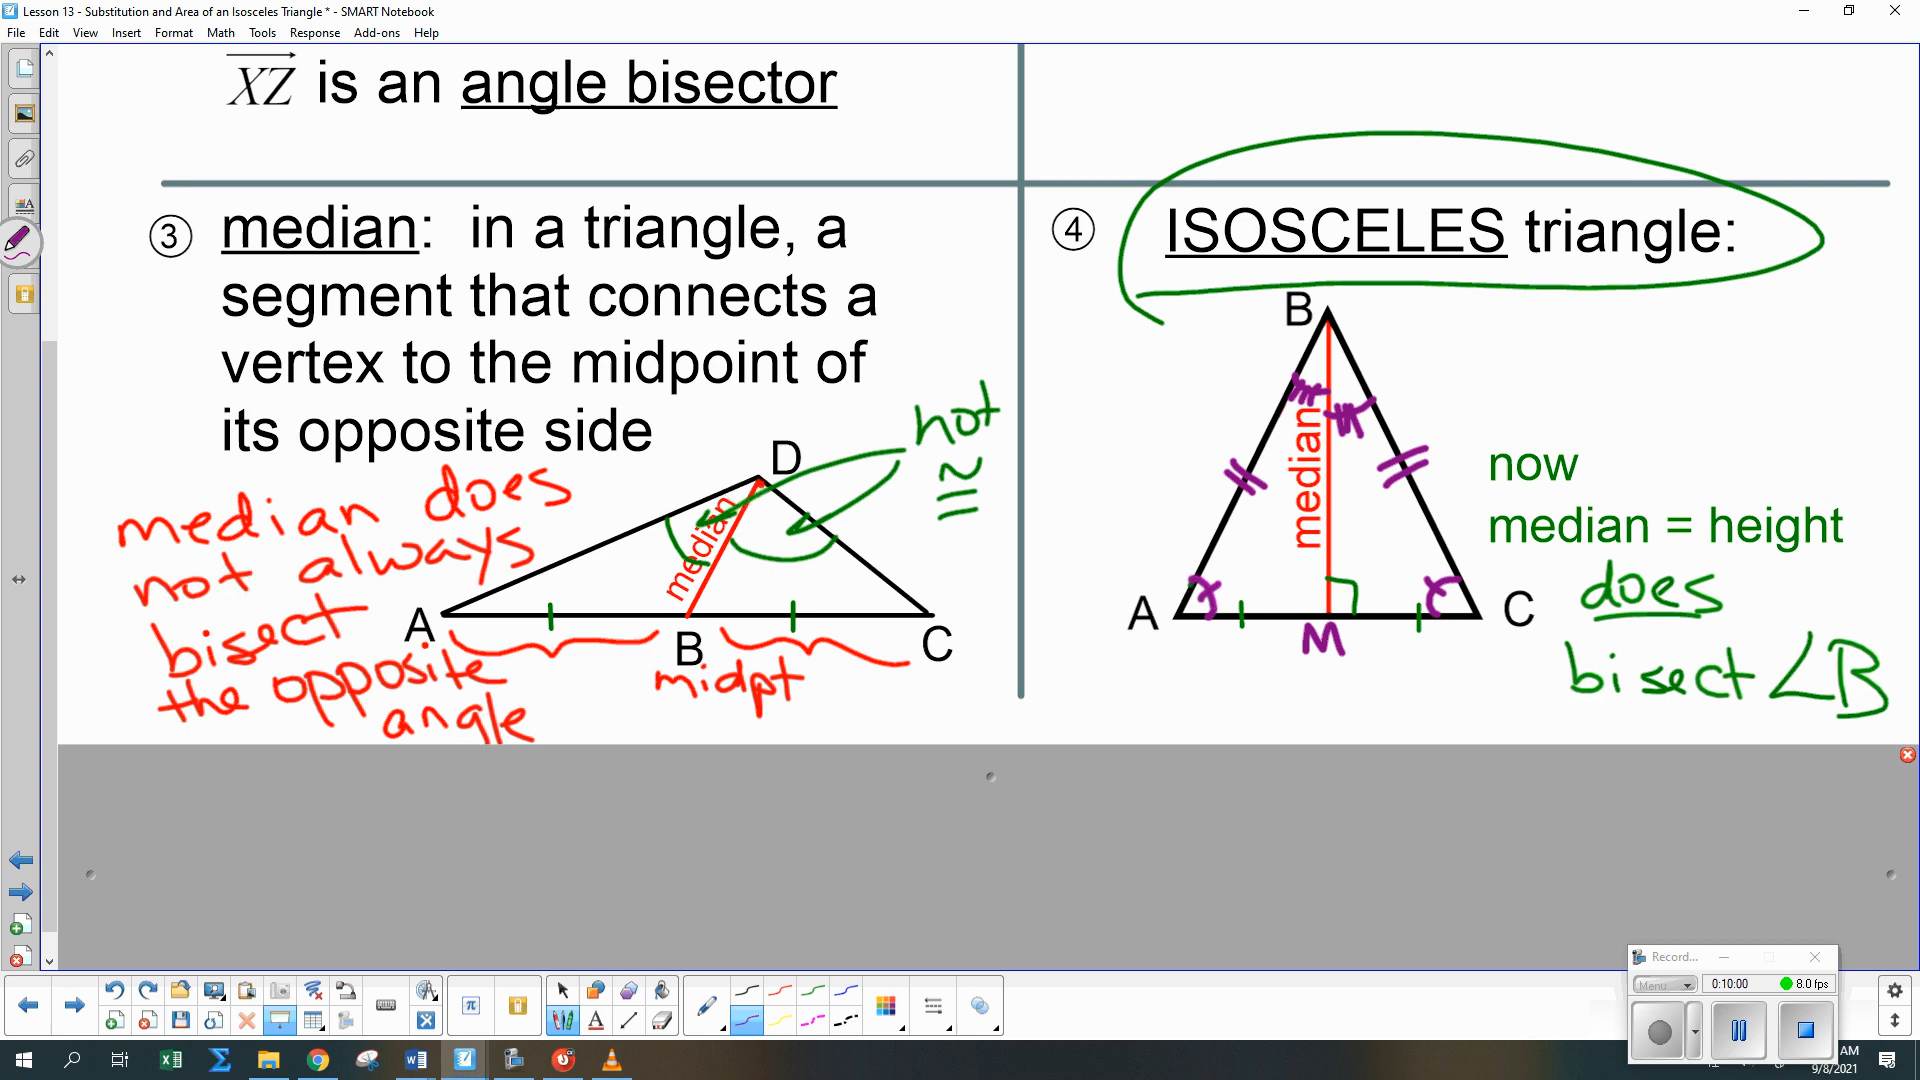 Lesson 13 - Substitution and Area of an Isosceles Triangle * - SMART Notebook
File Edit View Insert Format Math Tools Response Add-ons Help
XZ is an angle bisector
3 median: in a triangle, a
segment that connects a
vertex to the midpoint of
its opposite side
median does
not always
bisect
the opposite
angle
D
not
≅
median
A
B
C
midpt
4 ISOSCELES triangle:
B
median
A
M
C
now
median = height
does
bisect ∠B
Record...
Menu
0:10:00
8.0 fps
AM
9/8/2021